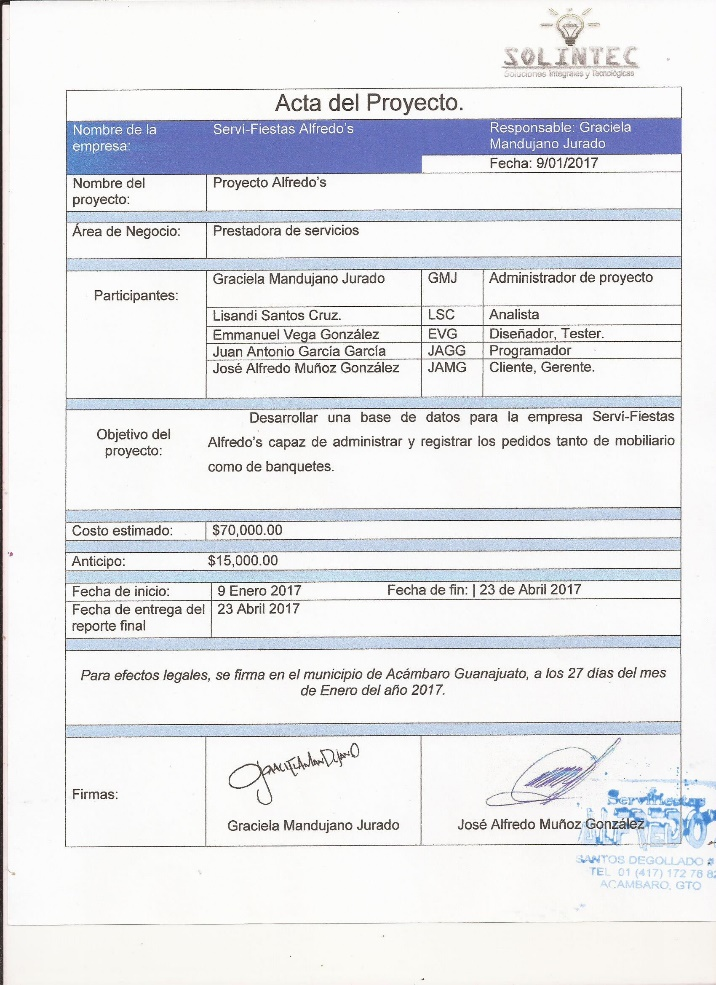 SOLINTEC
Soluciones Integrales y Tecnológicas
Acta del Proyecto.
Nombre de la empresa: Servi-Fiestas Alfredo's Responsable: Graciela Mandujano Jurado
Fecha: 9/01/2017
Nombre del proyecto: Proyecto Alfredo's
Área de Negocio: Prestadora de servicios
Participantes:
Graciela Mandujano Jurado GMJ Administrador de proyecto
Lisandi Santos Cruz. LSC Analista
Emmanuel Vega González EVG Diseñador, Tester.
Juan Antonio García García JAGG Programador
José Alfredo Muñoz González JAMG Cliente, Gerente.
Objetivo del proyecto:
Desarrollar una base de datos para la empresa Servi-Fiestas
Alfredo's capaz de administrar y registrar los pedidos tanto de mobiliario
como de banquetes.
Costo estimado: $70,000.00
Anticipo: $15,000.00
Fecha de inicio: 9 Enero 2017 Fecha de fin: | 23 de Abril 2017
Fecha de entrega del reporte final 23 Abril 2017
Para efectos legales, se firma en el municipio de Acámbaro Guanajuato, a los 27 días del mes
de Enero del año 2017.
Firmas:
Graciela Mandujano Jurado José Alfredo Muñoz González
Servifiestas
ALFREDO
SANTOS DEGOLLADO #
TEL 01 (417) 172 76 82
ACAMBARO, GTO